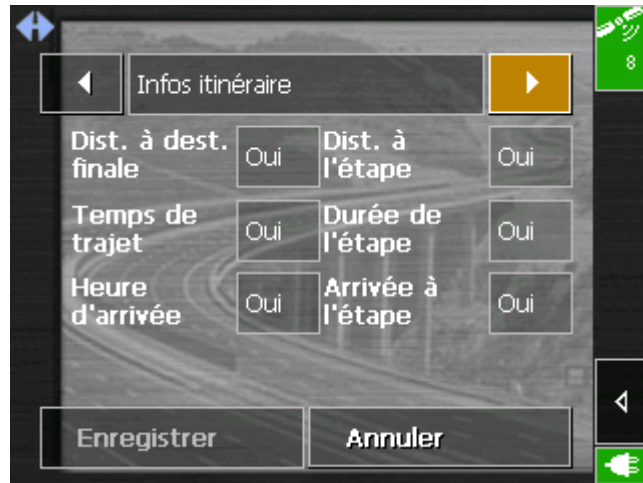 Infos itinéraire
8
Dist. à dest.
finale
Oui
Dist. à
l'étape
Oui
Temps de
trajet
Oui
Durée de
l'étape
Oui
Heure
d'arrivée
Oui
Arrivée à
l'étape
Oui
Enregistrer
Annuler